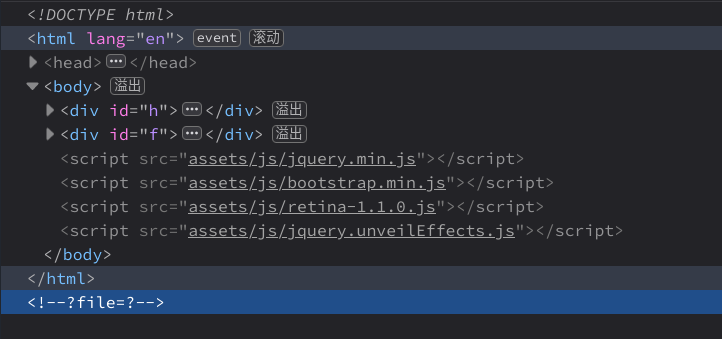 <!DOCTYPE html>
<html lang="en"> event 滚动
<head>···</head>
<body> 溢出
<div id="h">···</div> 溢出
<div id="f">···</div> 溢出
<script src="assets/js/jquery.min.js"></script>
<script src="assets/js/bootstrap.min.js"></script>
<script src="assets/js/retina-1.1.0.js"></script>
<script src="assets/js/jquery.unveilEffects.js"></script>
</body>
</html>
<!--?file=?-->